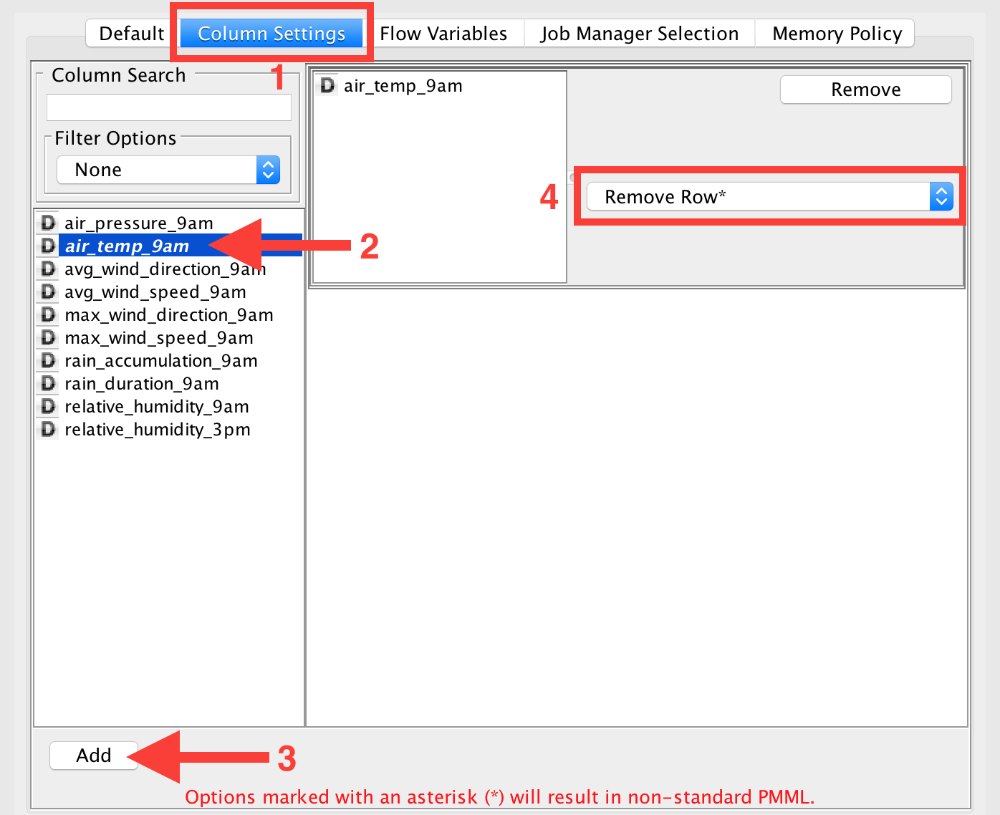 Default Column Settings Flow Variables Job Manager Selection Memory Policy
1
Column Search
Filter Options
None
D air_pressure_9am
D air_temp_9am
2
D avg_wind_direction_9am
D avg_wind_speed_9am
D max_wind_direction_9am
D max_wind_speed_9am
D rain_accumulation_9am
D rain_duration_9am
D relative_humidity_9am
D relative_humidity_3pm
D air_temp_9am
Remove
4
Remove Row*
Add
3
Options marked with an asterisk (*) will result in non-standard PMML.